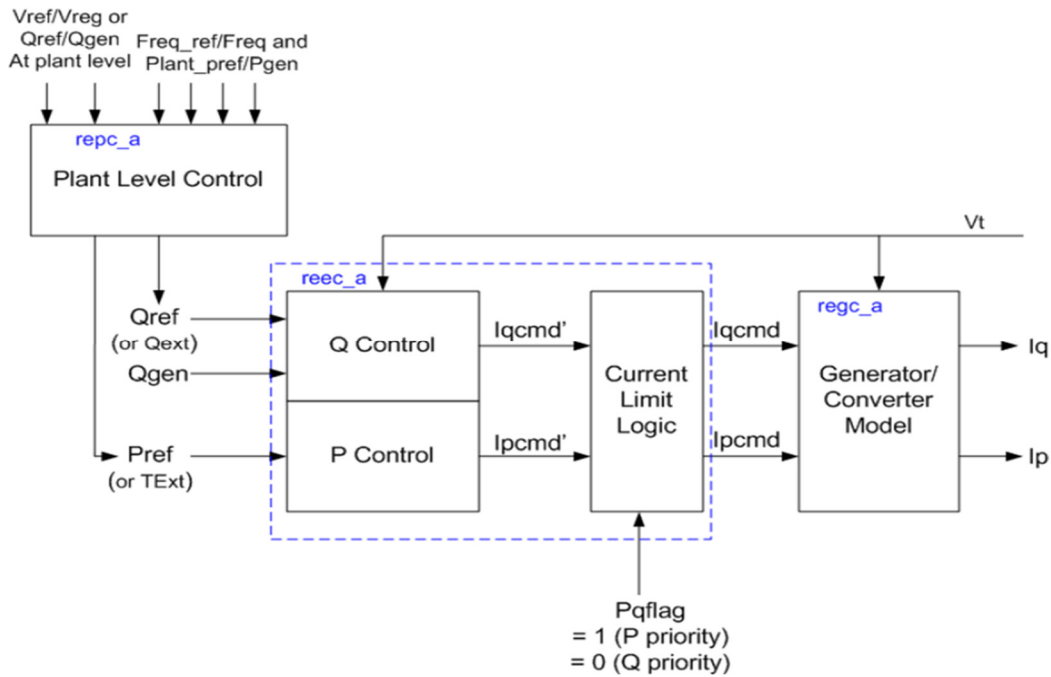 Vref/Vreg or
Qref/Qgen
At plant level
Freq_ref/Freq and
Plant_pref/Pgen
repc_a
Plant Level Control
Vt
reec_a
regc_a
Qref
(or Qext)
Qgen
Q Control
Iqcmd'
Current
Limit
Logic
Iqcmd
Generator/
Converter
Model
Iq
Pref
(or TExt)
P Control
Ipcmd'
Ipcmd
Ip
Pqflag
= 1 (P priority)
= 0 (Q priority)